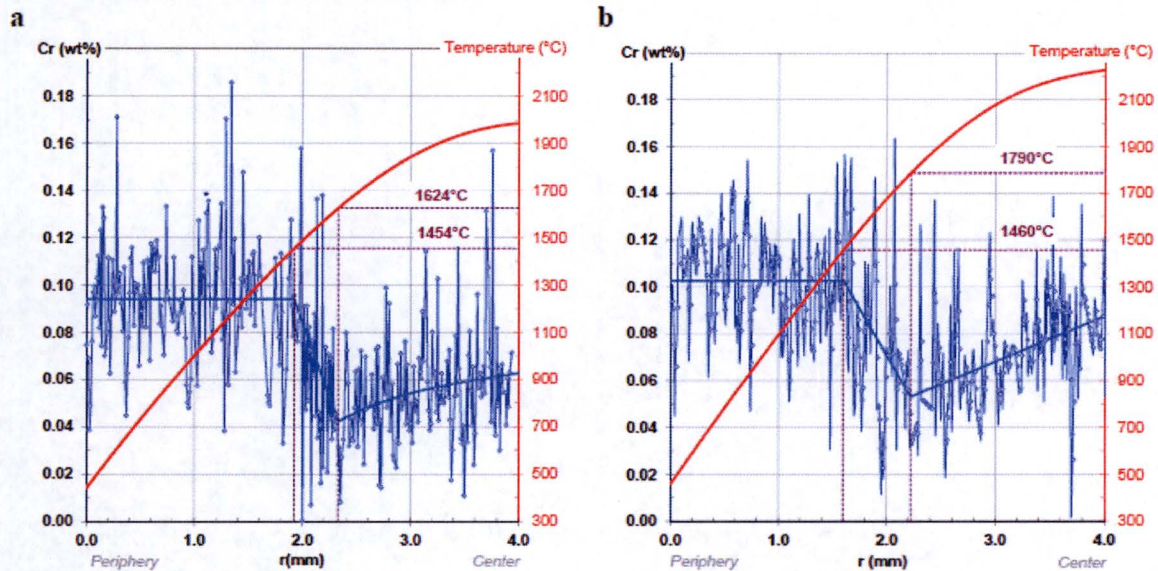 a
Cr (wt%)
Temperature (°C)
0.18
0.16
0.14
0.12
0.10
0.08
0.06
0.04
0.02
0.00
2100
1900
1700
1500
1300
1100
900
700
500
300
1624°C
1454°C
0.0 1.0 2.0 3.0 4.0
Periphery r(mm) Center
b
Cr (wt%)
Temperature (°C)
0.18
0.16
0.14
0.12
0.10
0.08
0.06
0.04
0.02
0.00
2100
1900
1700
1500
1300
1100
900
700
500
300
1790°C
1460°C
0.0 1.0 2.0 3.0 4.0
Periphery r (mm) Center